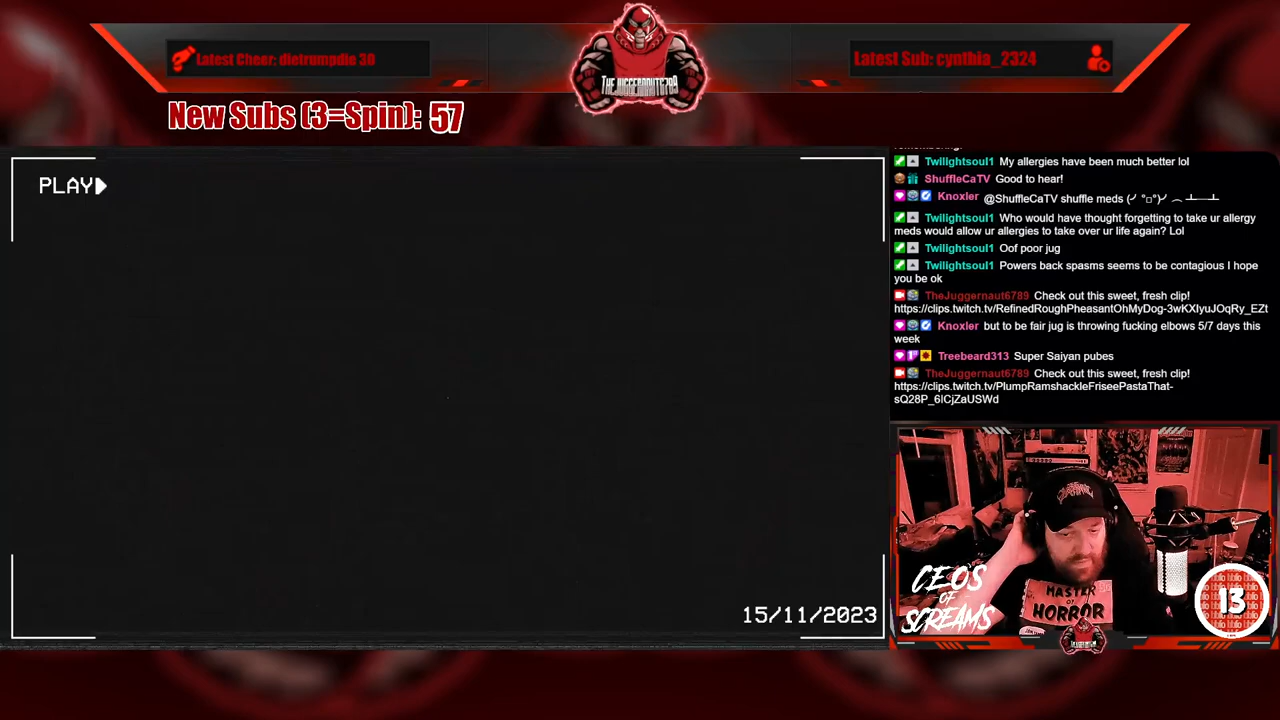 Latest Cheer: dietrumpdie 30
THEJUGGERNAUT6789
Latest Sub: cynthia_2324
New Subs (3=Spin): 57
PLAY
15/11/2023
Twilightsoul1 My allergies have been much better lol
ShuffleCaTV Good to hear!
Knoxler @ShuffleCaTV shuffle meds (╯°□°)╯︵ ┻━┻
Twilightsoul1 Who would have thought forgetting to take ur allergy
meds would allow ur allergies to take over ur life again? Lol
Twilightsoul1 Oof poor jug
Twilightsoul1 Powers back spasms seems to be contagious I hope
you be ok
TheJuggernaut6789 Check out this sweet, fresh clip!
https://clips.twitch.tv/RefinedRoughPheasantOhMyDog-3wKXIyuJOqRy_EZt
Knoxler but to be fair jug is throwing fucking elbows 5/7 days this
week
Treebeard313 Super Saiyan pubes
TheJuggernaut6789 Check out this sweet, fresh clip!
https://clips.twitch.tv/PlumpRamshackleFriseePastaThat-
sQ28P_6ICjZaUSWd
CEO'S
OF
SCREAMS
MASTER
OF
HORROR
13